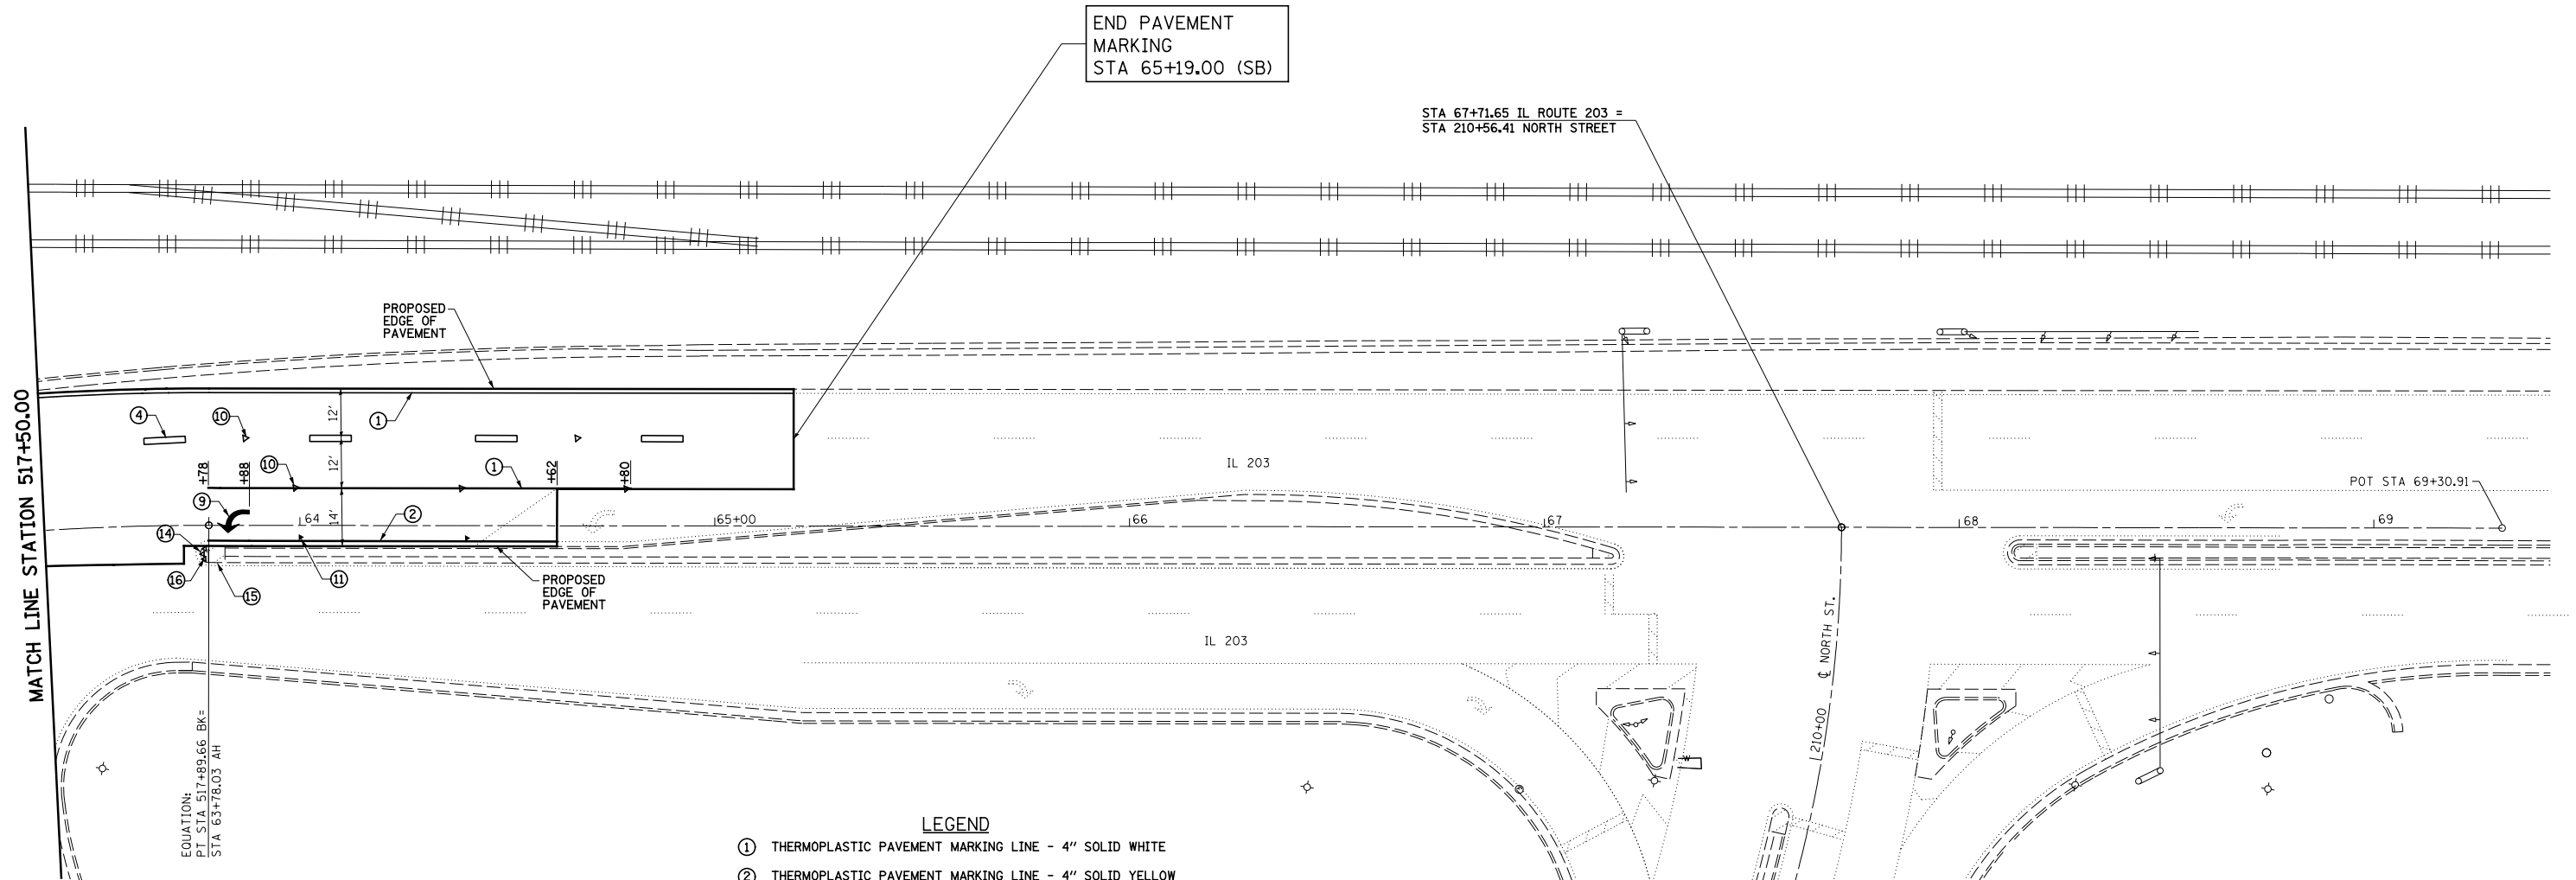 END PAVEMENT
MARKING
STA 65+19.00 (SB)
STA 67+71.65 IL ROUTE 203 =
STA 210+56.41 NORTH STREET
PROPOSED
EDGE OF
PAVEMENT
MATCH LINE STATION 517+50.00
4
10
1
12'
12'
14'
+78
+88
10
1
+62
+80
9
64
2
65+00
66
67
68
69
IL 203
POT STA 69+30.91
14
16
15
11
PROPOSED
EDGE OF
PAVEMENT
IL 203
℄ NORTH ST.
210+00
W
EQUATION:
PT STA 517+89.66 BK=
STA 63+78.03 AH
LEGEND
1 THERMOPLASTIC PAVEMENT MARKING LINE - 4" SOLID WHITE
2 THERMOPLASTIC PAVEMENT MARKING LINE - 4" SOLID YELLOW